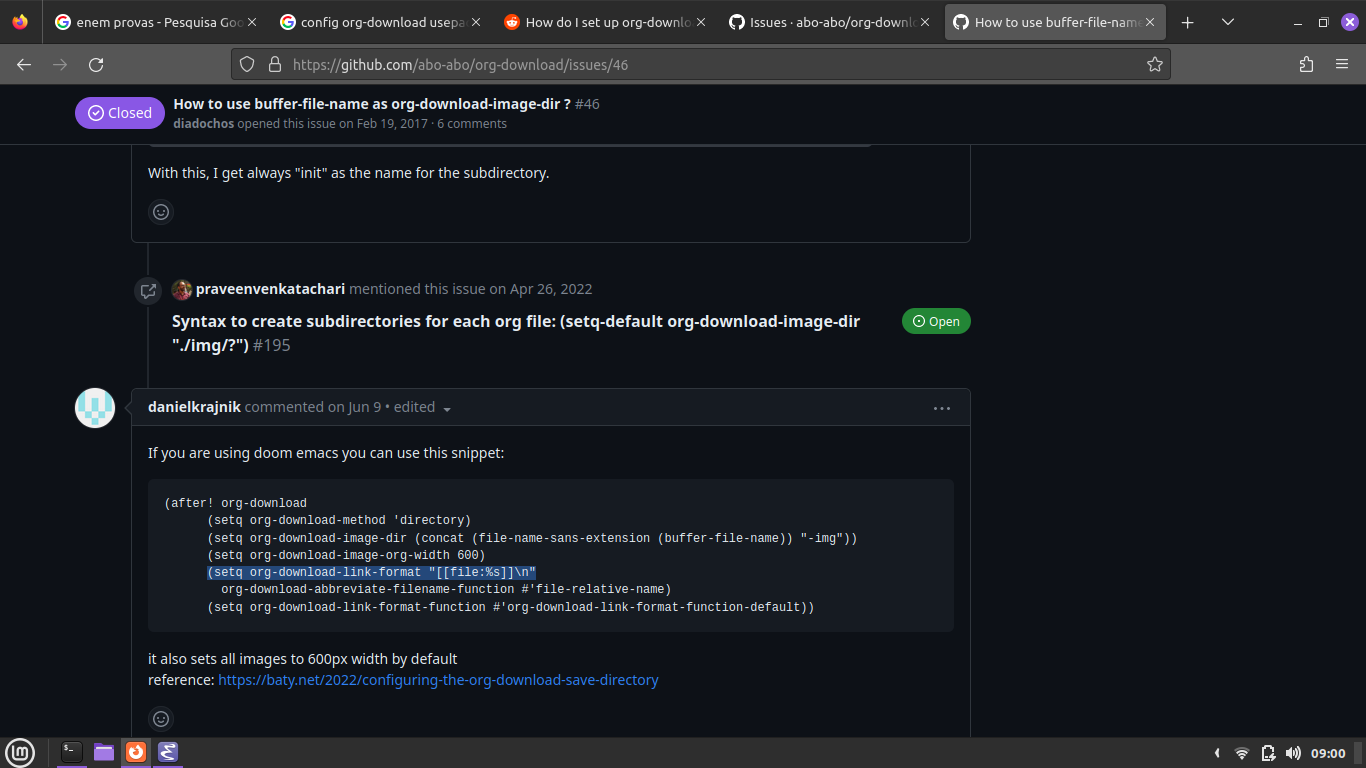 enem provas - Pesquisa Goo
config org-download usepa
How do I set up org-downlo
Issues · abo-abo/org-downl
How to use buffer-file-name
https://github.com/abo-abo/org-download/issues/46
Closed
How to use buffer-file-name as org-download-image-dir ? #46
diadochos opened this issue on Feb 19, 2017 · 6 comments
With this, I get always "init" as the name for the subdirectory.
praveenvenkatachari mentioned this issue on Apr 26, 2022
Syntax to create subdirectories for each org file: (setq-default org-download-image-dir
"./img/?") #195
Open
danielkrajnik commented on Jun 9 • edited
If you are using doom emacs you can use this snippet:
(after! org-download
(setq org-download-method 'directory)
(setq org-download-image-dir (concat (file-name-sans-extension (buffer-file-name)) "-img"))
(setq org-download-image-org-width 600)
(setq org-download-link-format "[[file:%s]]\n"
org-download-abbreviate-filename-function #'file-relative-name)
(setq org-download-link-format-function #'org-download-link-format-function-default))
it also sets all images to 600px width by default
reference: https://baty.net/2022/configuring-the-org-download-save-directory
09:00